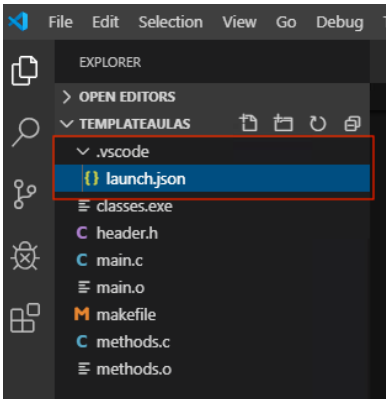 File Edit Selection View Go Debug
EXPLORER
OPEN EDITORS
TEMPLATEAULAS
.vscode
{} launch.json
classes.exe
C header.h
C main.c
main.o
M makefile
C methods.c
methods.o